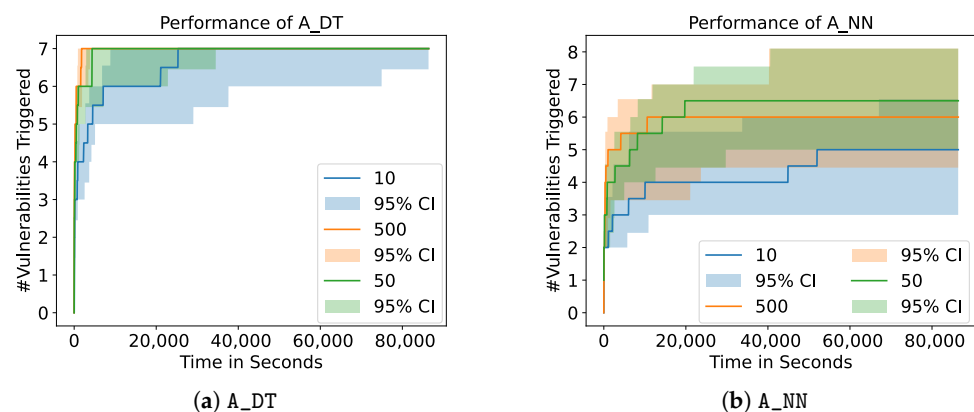 Performance of A_DT
#Vulnerabilities Triggered
7
6
5
4
3
2
1
0
10
95% CI
500
95% CI
50
95% CI
0
20,000
40,000
60,000
80,000
Time in Seconds
(a) A_DT
Performance of A_NN
#Vulnerabilities Triggered
8
7
6
5
4
3
2
1
0
10
95% CI
500
95% CI
50
95% CI
0
20,000
40,000
60,000
80,000
Time in Seconds
(b) A_NN